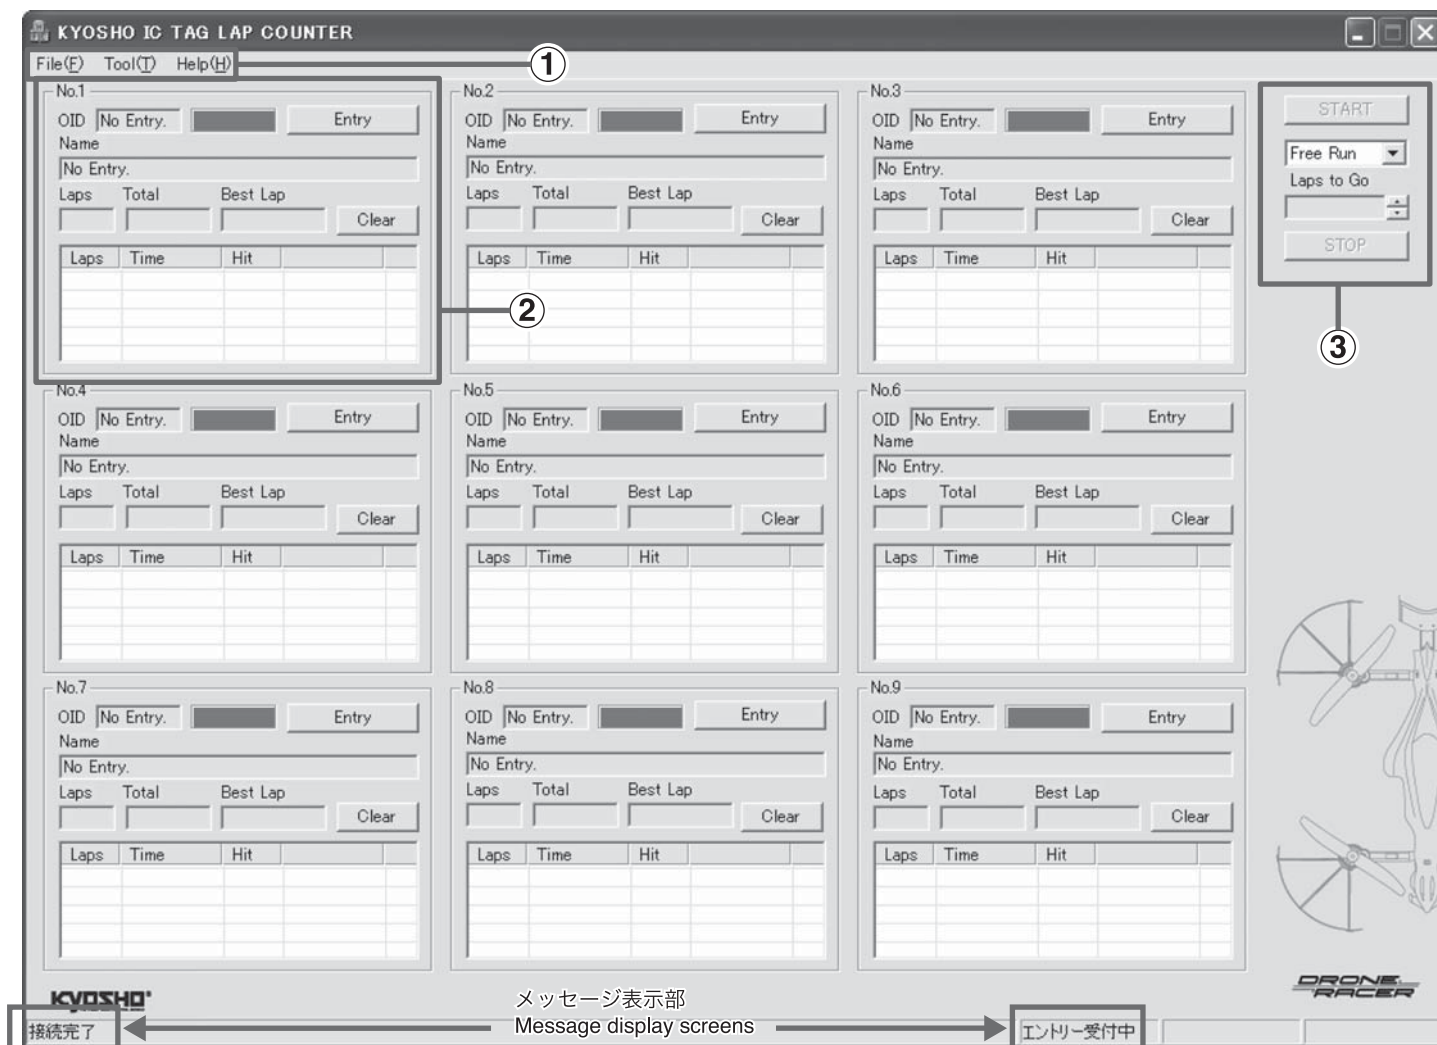 KYOSHO IC TAG LAP COUNTER
File(F) Tool(T) Help(H)
①
No.1
OID No Entry. Entry
Name
No Entry.
Laps Total Best Lap
Clear
Laps Time Hit
②
No.2
OID No Entry. Entry
Name
No Entry.
Laps Total Best Lap
Clear
Laps Time Hit
No.3
OID No Entry. Entry
Name
No Entry.
Laps Total Best Lap
Clear
Laps Time Hit
START
Free Run
Laps to Go
STOP
③
No.4
OID No Entry. Entry
Name
No Entry.
Laps Total Best Lap
Clear
Laps Time Hit
No.5
OID No Entry. Entry
Name
No Entry.
Laps Total Best Lap
Clear
Laps Time Hit
No.6
OID No Entry. Entry
Name
No Entry.
Laps Total Best Lap
Clear
Laps Time Hit
No.7
OID No Entry. Entry
Name
No Entry.
Laps Total Best Lap
Clear
Laps Time Hit
No.8
OID No Entry. Entry
Name
No Entry.
Laps Total Best Lap
Clear
Laps Time Hit
No.9
OID No Entry. Entry
Name
No Entry.
Laps Total Best Lap
Clear
Laps Time Hit
KYOSHO
DRONE
RACER
メッセージ表示部
Message display screens
接続完了
エントリー受付中